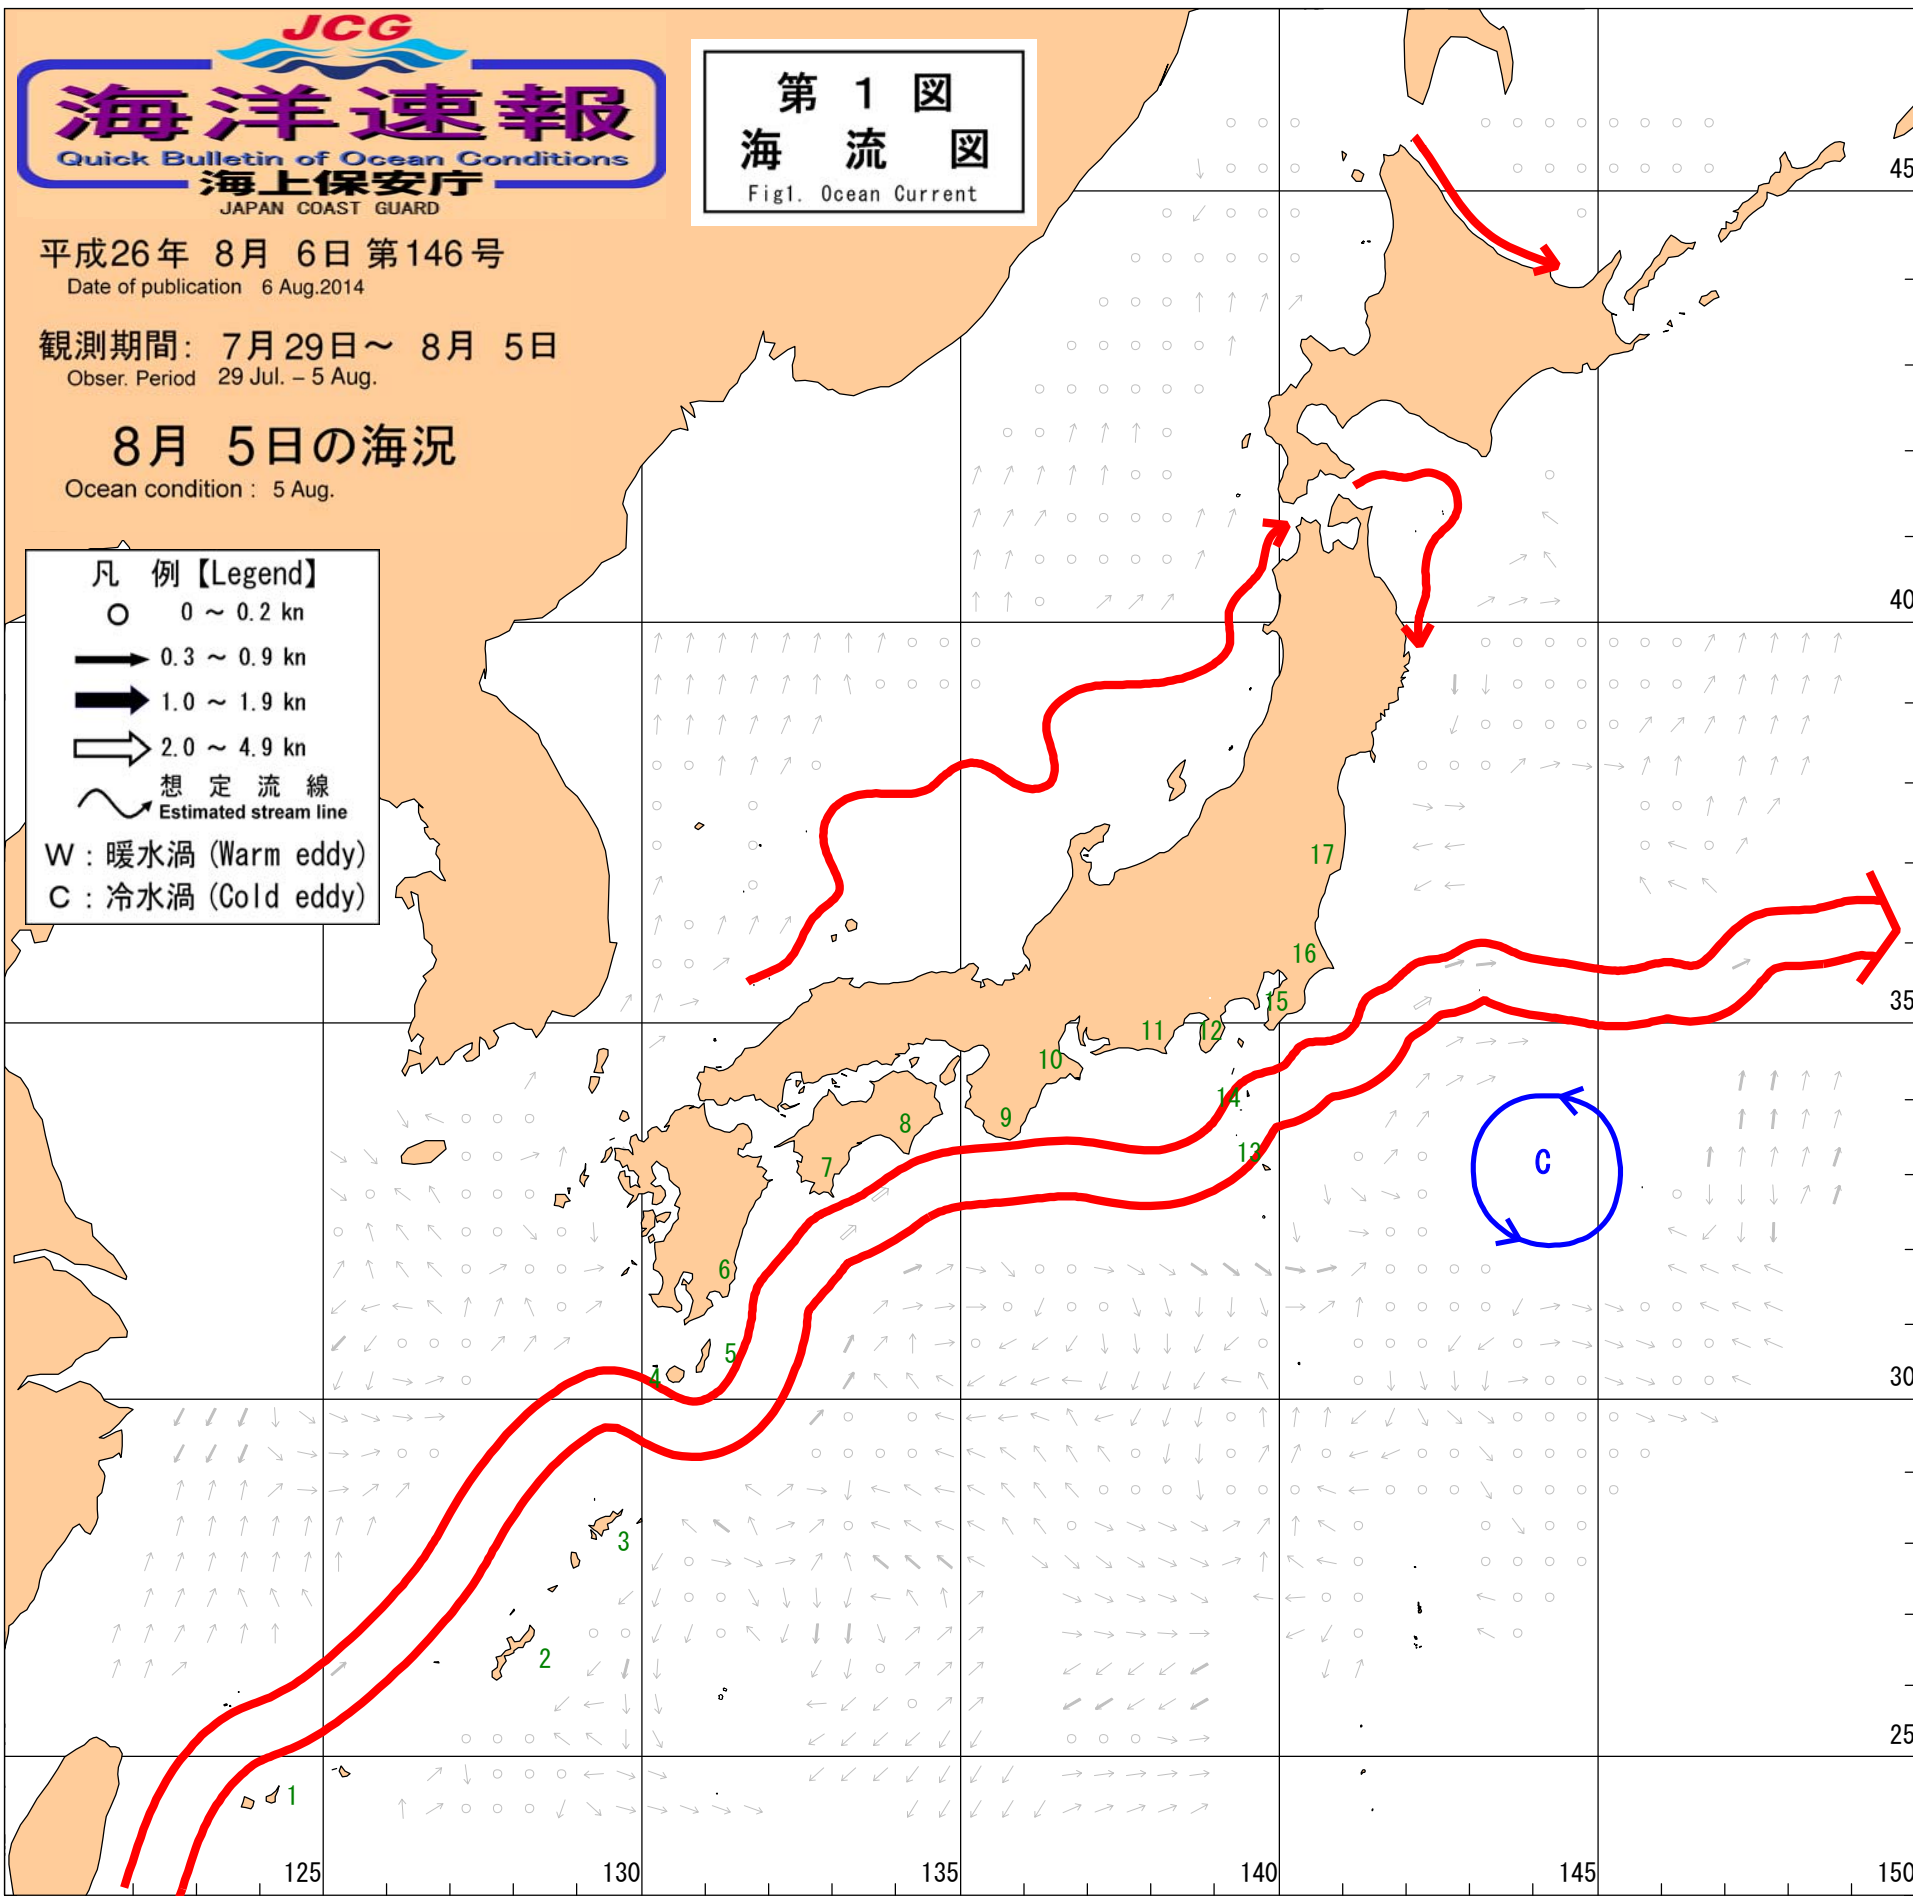 JCG
海洋速報
Quick Bulletin of Ocean Conditions
海上保安庁
JAPAN COAST GUARD
平成26年 8月 6日 第146号
Date of publication 6 Aug.2014
観測期間: 7月29日～ 8月 5日
Obser. Period 29 Jul. – 5 Aug.
8月 5日の海況
Ocean condition : 5 Aug.
第 1 図
海 流 図
Fig1. Ocean Current
凡 例【Legend】
0 ～ 0.2 kn
0.3 ～ 0.9 kn
1.0 ～ 1.9 kn
2.0 ～ 4.9 kn
想 定 流 線
Estimated stream line
W : 暖水渦 (Warm eddy)
C : 冷水渦 (Cold eddy)
45
40
17
16
15
35
11
12
10
14
9
8
13
7
C
6
5
4
30
3
2
25
1
125
130
135
140
145
150